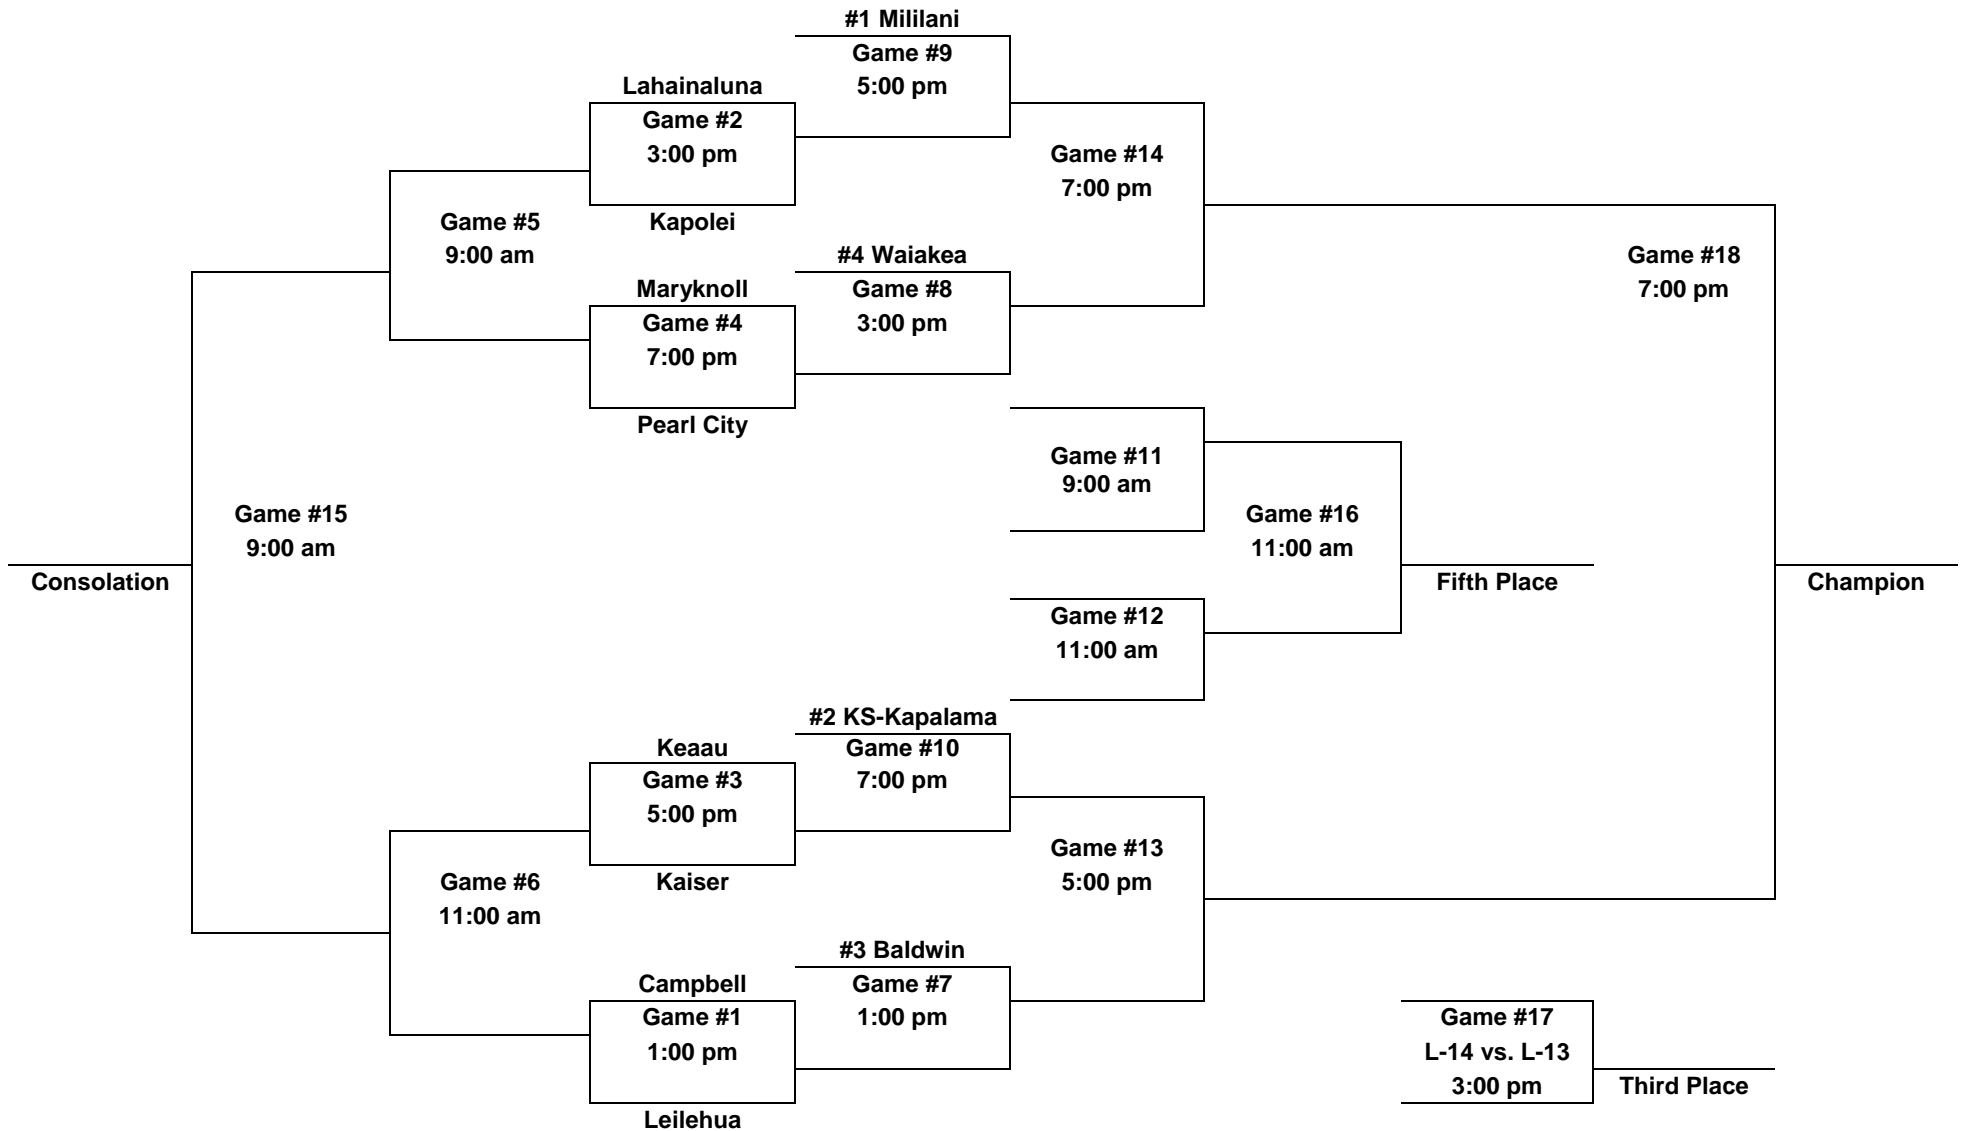 #1 Mililani
Game #9
5:00 pm
Lahainaluna
Game #2
3:00 pm
Kapolei
Game #14
7:00 pm
Game #5
9:00 am
#4 Waiakea
Game #8
3:00 pm
Game #18
7:00 pm
Maryknoll
Game #4
7:00 pm
Pearl City
Game #11
9:00 am
Game #15
9:00 am
Game #16
11:00 am
Consolation
Fifth Place
Champion
Game #12
11:00 am
#2 KS-Kapalama
Game #10
7:00 pm
Keaau
Game #3
5:00 pm
Kaiser
Game #13
5:00 pm
Game #6
11:00 am
#3 Baldwin
Game #7
1:00 pm
Campbell
Game #1
1:00 pm
Leilehua
Game #17
L-14 vs. L-13
3:00 pm
Third Place